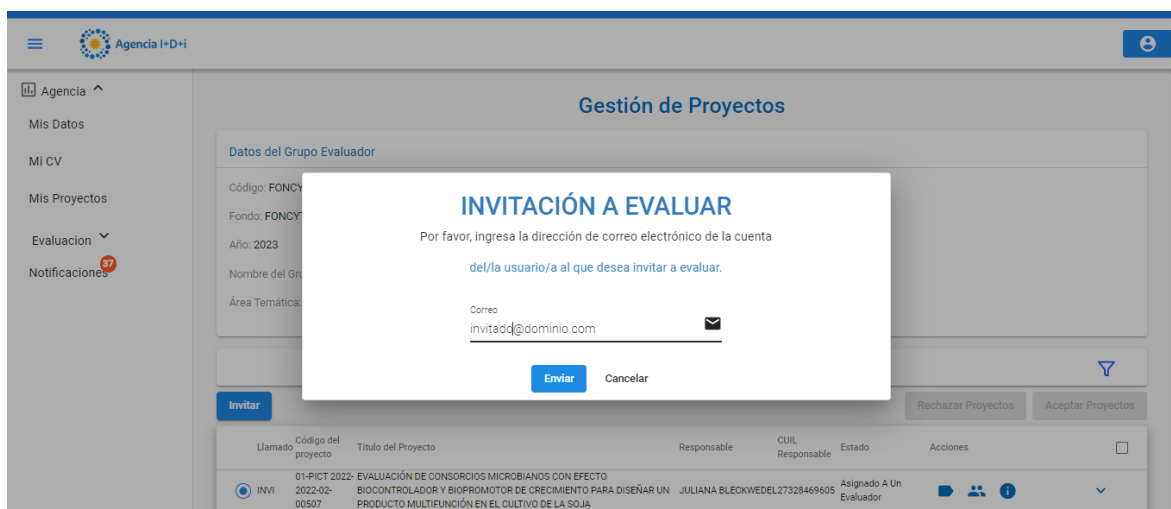 Agencia I+D+i
Agencia
Mis Datos
Mi CV
Mis Proyectos
Evaluacion
Notificaciones
37
Gestión de Proyectos
Datos del Grupo Evaluador
Código: FONCY
Fondo: FONCY
Año: 2023
Nombre del Gru
Área Temática:
INVITACIÓN A EVALUAR
Por favor, ingresa la dirección de correo electrónico de la cuenta
del/la usuario/a al que desea invitar a evaluar.
Correo
invitado@dominio.com
Enviar Cancelar
Invitar Rechazar Proyectos Aceptar Proyectos
Llamado Código del proyecto Titulo del Proyecto Responsable CUIL Responsable Estado Acciones
INVI
01-PICT 2022-
2022-02-
00507
EVALUACIÓN DE CONSORCIOS MICROBIANOS CON EFECTO
BIOCONTROLADOR Y BIOPROMOTOR DE CRECIMIENTO PARA DISEÑAR UN
PRODUCTO MULTIFUNCIÓN EN EL CULTIVO DE LA SOJA
JULIANA BLECKWEDEL
27328469605
Asignado A Un
Evaluador